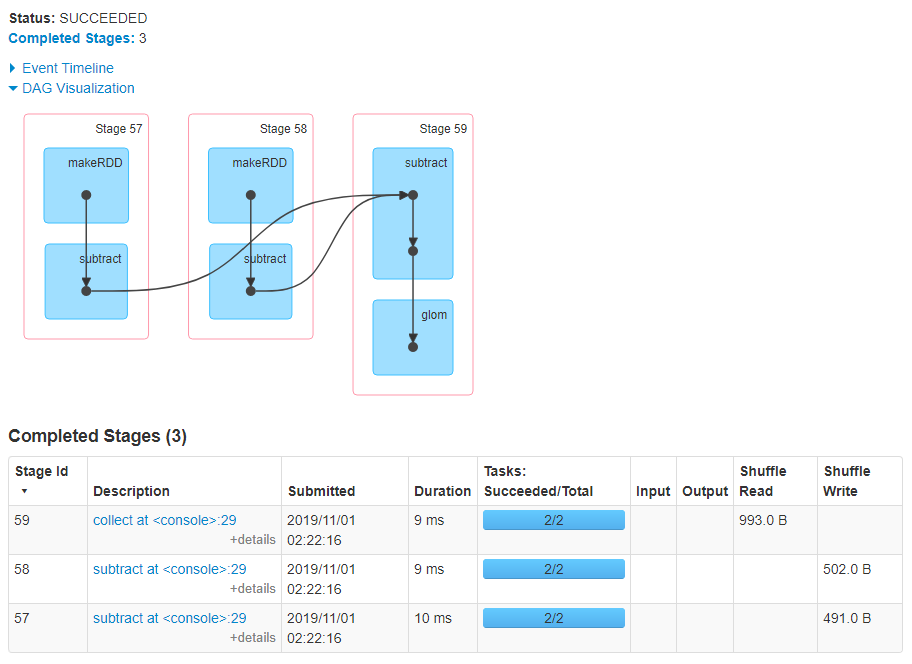 Status: SUCCEEDED
Completed Stages: 3
Event Timeline
DAG Visualization
Stage 57
Stage 58
Stage 59
makeRDD
makeRDD
subtract
subtract
subtract
glom
Completed Stages (3)
Stage Id
Description
Submitted
Duration
Tasks: Succeeded/Total
Input
Output
Shuffle Read
Shuffle Write
59
collect at <console>:29
+details
2019/11/01
02:22:16
9 ms
2/2
993.0 B
58
subtract at <console>:29
+details
2019/11/01
02:22:16
9 ms
2/2
502.0 B
57
subtract at <console>:29
+details
2019/11/01
02:22:16
10 ms
2/2
491.0 B